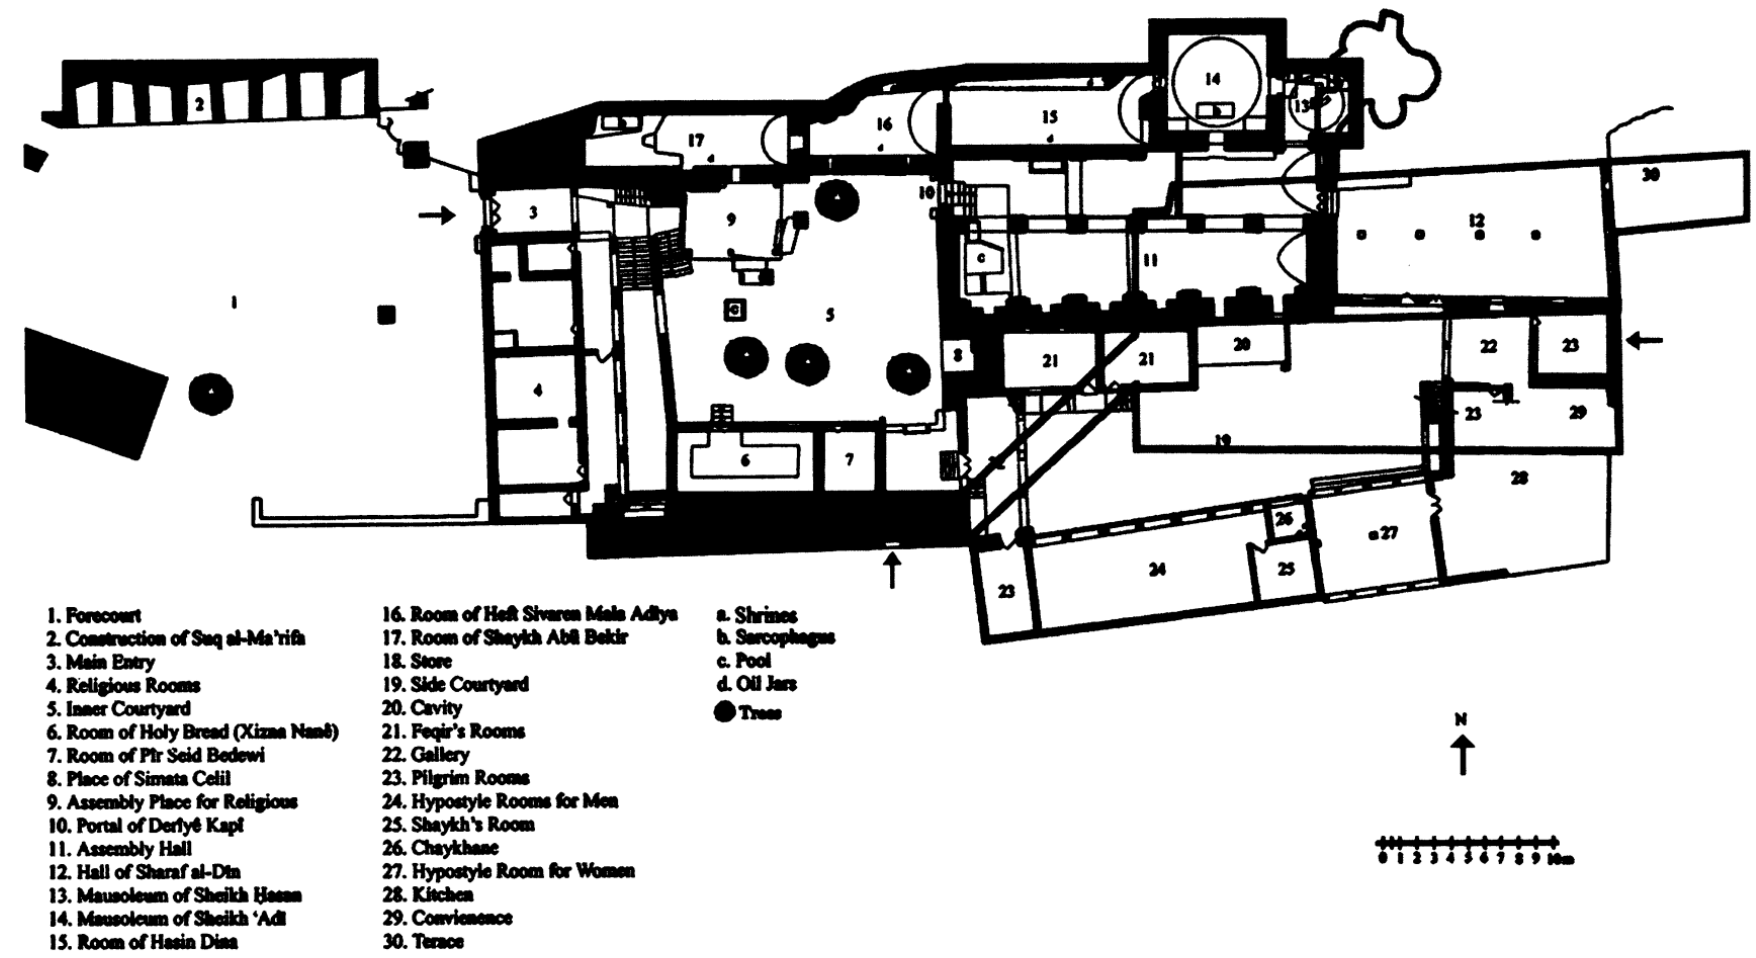 14
2
13
15
16
17
b
b
d
d
d
d
30
10
3
9
12
c
11
1
5
c
8
21
21
20
22
23
4
23
29
19
6
7
28
26
27
24
25
23
1. Forecourt
2. Construction of Suq al-Ma'rifa
3. Main Entry
4. Religious Rooms
5. Inner Courtyard
6. Room of Holy Bread (Xizna Nanê)
7. Room of Pîr Seid Bedewi
8. Place of Simata Celil
9. Assembly Place for Religious
10. Portal of Derîyê Kapî
11. Assembly Hall
12. Hall of Sharaf al-Dîn
13. Mausoleum of Sheikh Ḥasan
14. Mausoleum of Sheikh 'Adî
15. Room of Hasin Dina
16. Room of Heft Sivaren Mala Adiya
17. Room of Shaykh Abû Bekir
18. Store
19. Side Courtyard
20. Cavity
21. Feqir's Rooms
22. Gallery
23. Pilgrim Rooms
24. Hypostyle Rooms for Men
25. Shaykh's Room
26. Chaykhane
27. Hypostyle Room for Women
28. Kitchen
29. Convienence
30. Terace
a. Shrines
b. Sarcophagus
c. Pool
d. Oil Jars
Trees
N
0 1 2 3 4 5 6 7 8 9 10m